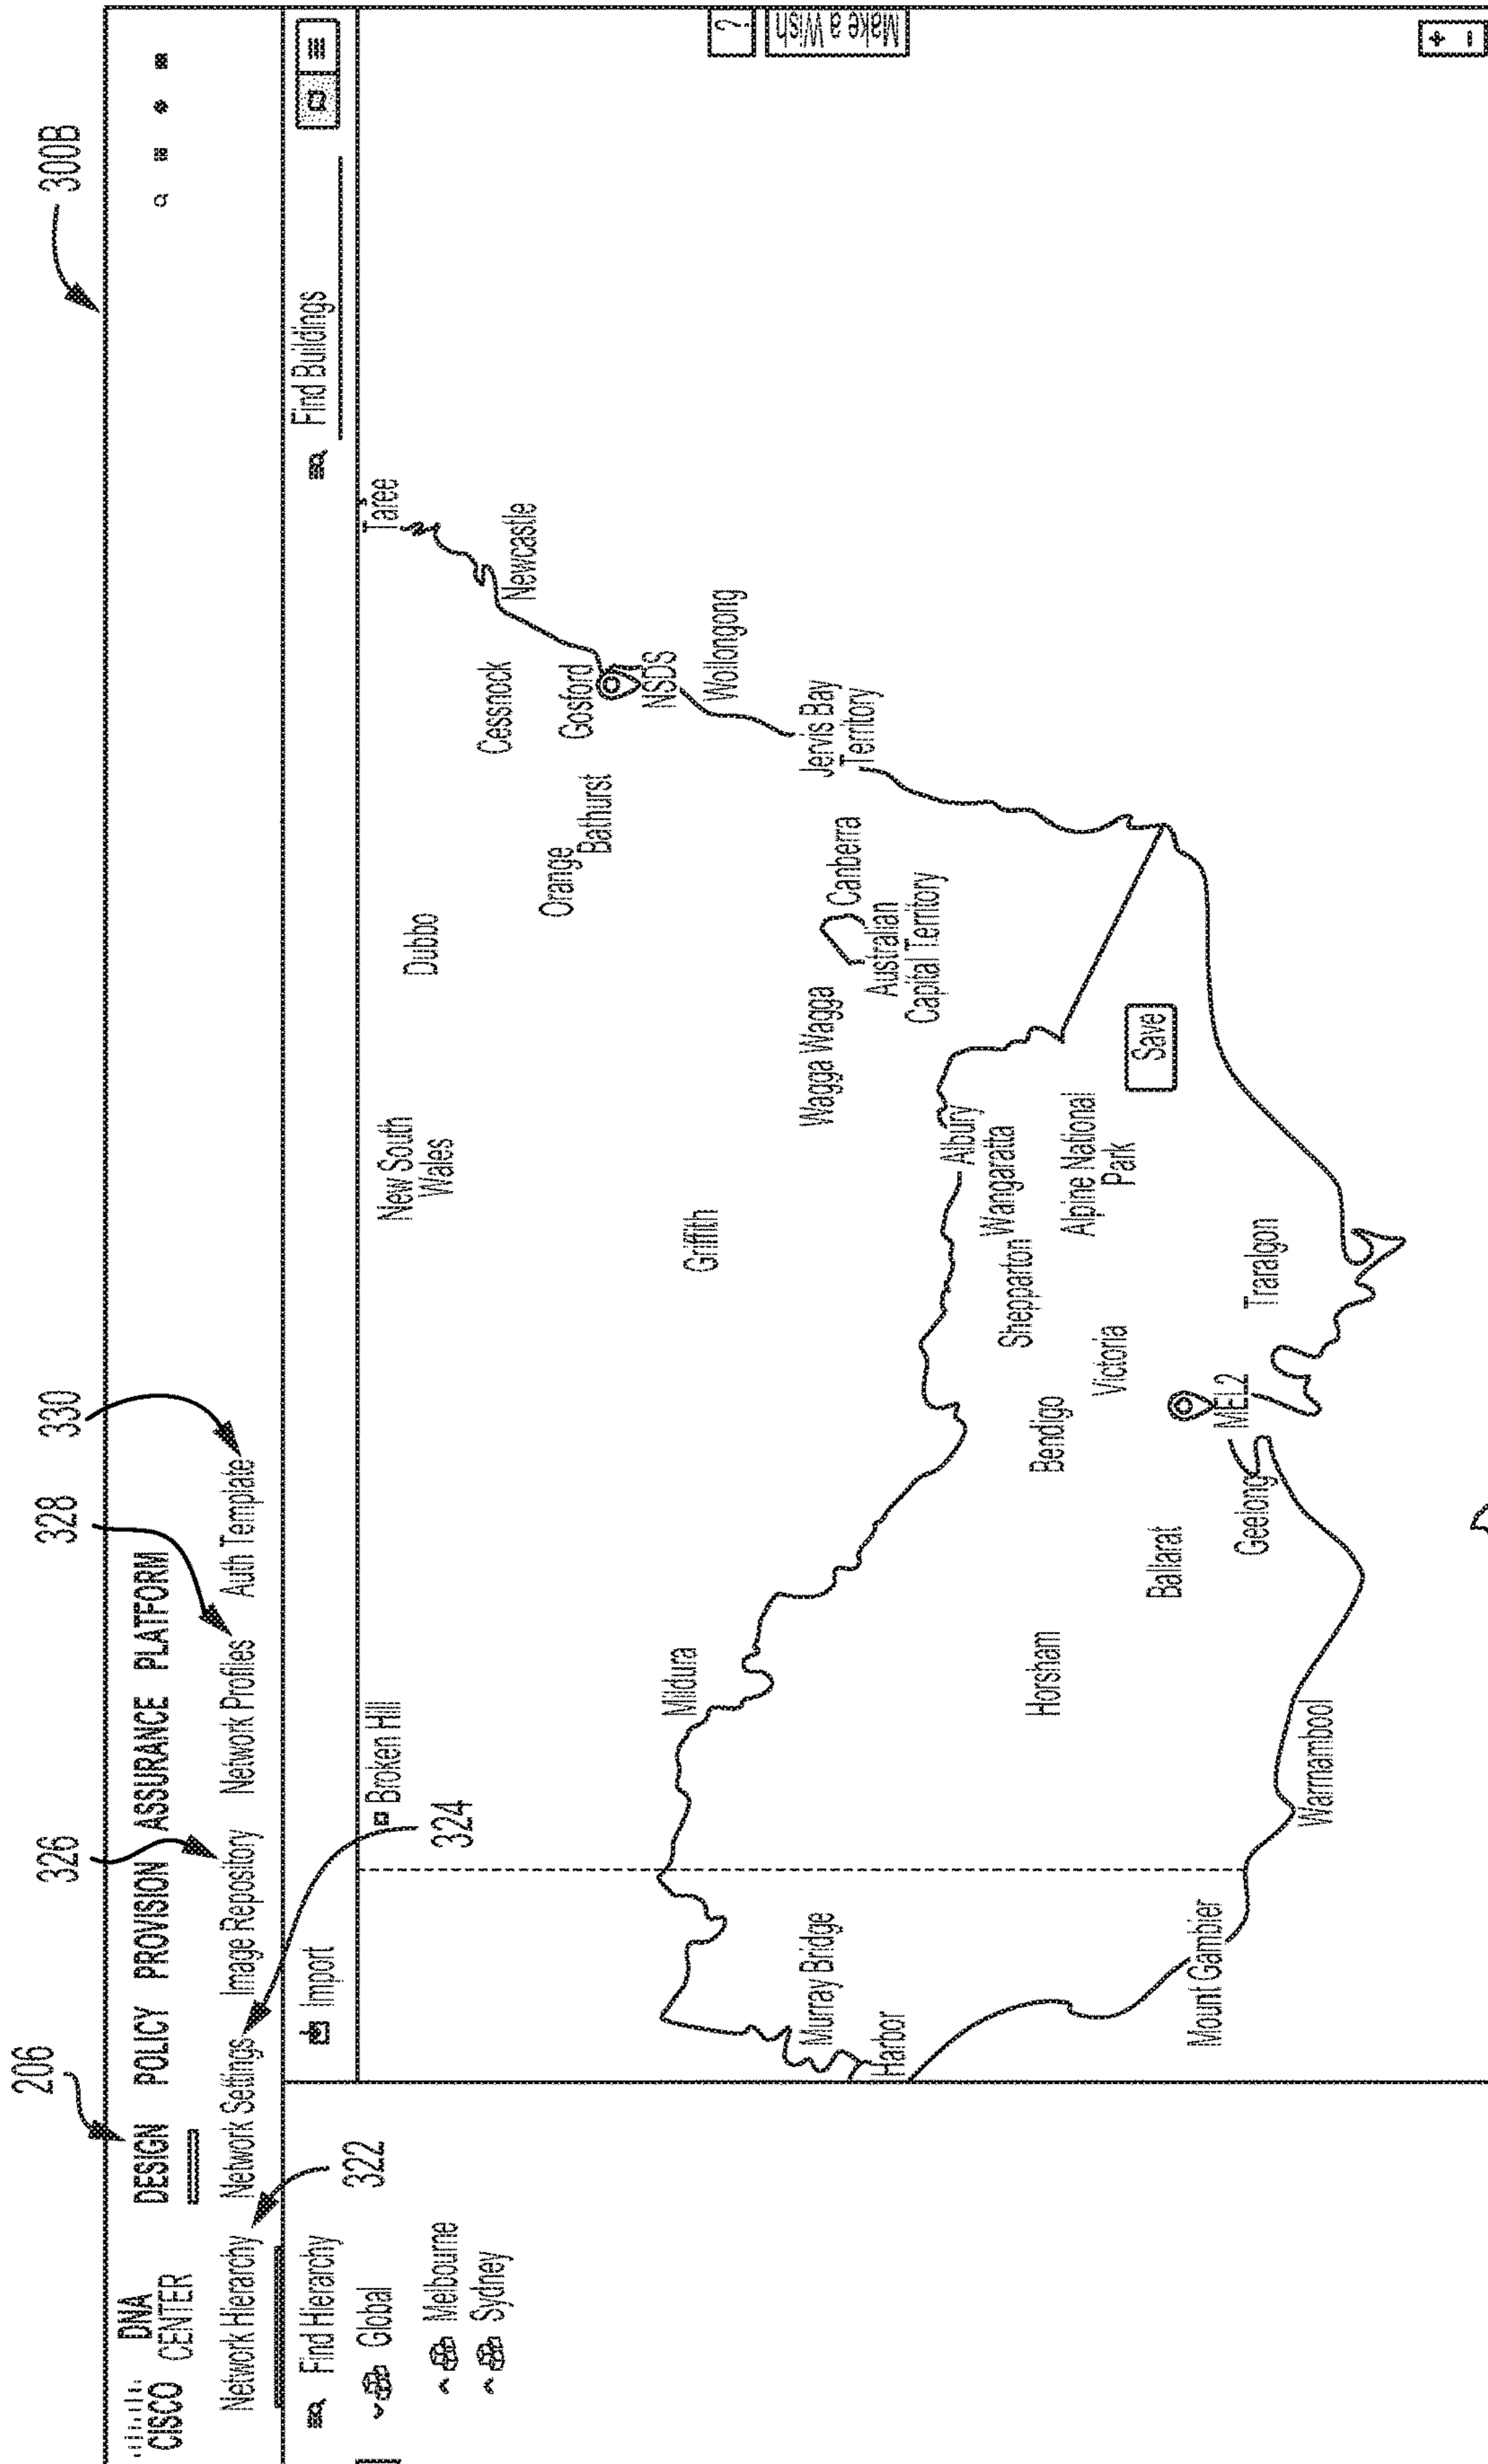 300B
206
326
328
330
CISCO DNA CENTER
DESIGN POLICY PROVISION ASSURANCE PLATFORM
Network Hierarchy Network Settings Image Repository Network Profiles Auth Template
322
324
Find Hierarchy
Import
Find Buildings
Global
Melbourne
Sydney
Broken Hill
New South
Wales
Dubbo
Taree
Newcastle
Cessnock
Orange
Bathurst
Gosford
NSDS
Wollongong
Mildura
Griffith
?
Make a Wish
Murray Bridge
Harbor
Wagga Wagga
Canberra
Australian
Capital Territory
Jervis Bay
Territory
Albury
Wangaratta
Shepparton
Horsham
Bendigo
Alpine National
Park
Victoria
Save
Ballarat
MEL2
Mount Gambier
Geelong
Traralgon
Warrnambool
+
-